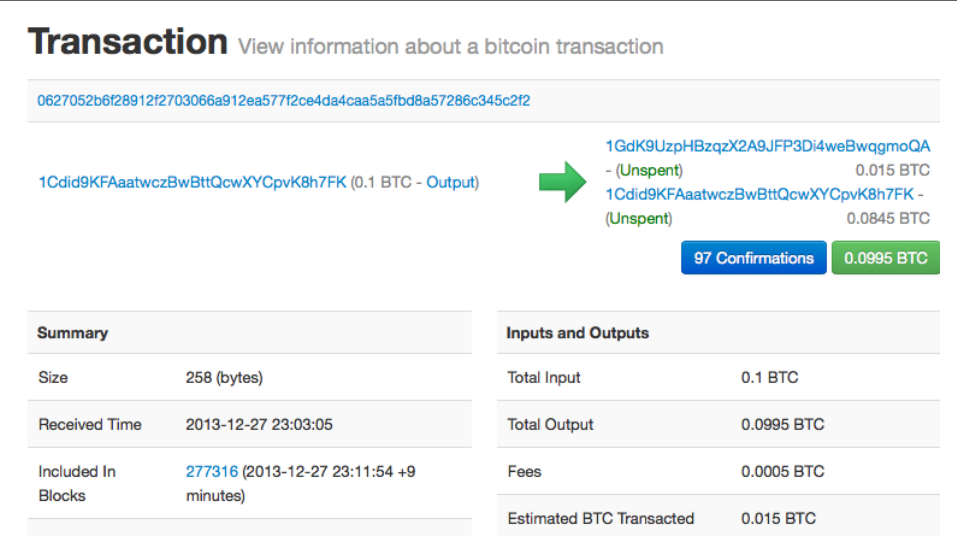 Transaction View information about a bitcoin transaction
0627052b6f28912f2703066a912ea577f2ce4da4caa5a5fbd8a57286c345c2f2
1Cdid9KFAaatwczBwBttQcwXYCpvK8h7FK (0.1 BTC - Output)
1GdK9UzpHBzqzX2A9JFP3Di4weBwqgmoQA
- (Unspent) 0.015 BTC
1Cdid9KFAaatwczBwBttQcwXYCpvK8h7FK -
(Unspent) 0.0845 BTC
97 Confirmations 0.0995 BTC
Summary
Size 258 (bytes)
Received Time 2013-12-27 23:03:05
Included In 277316 (2013-12-27 23:11:54 +9
Blocks minutes)
Inputs and Outputs
Total Input 0.1 BTC
Total Output 0.0995 BTC
Fees 0.0005 BTC
Estimated BTC Transacted 0.015 BTC